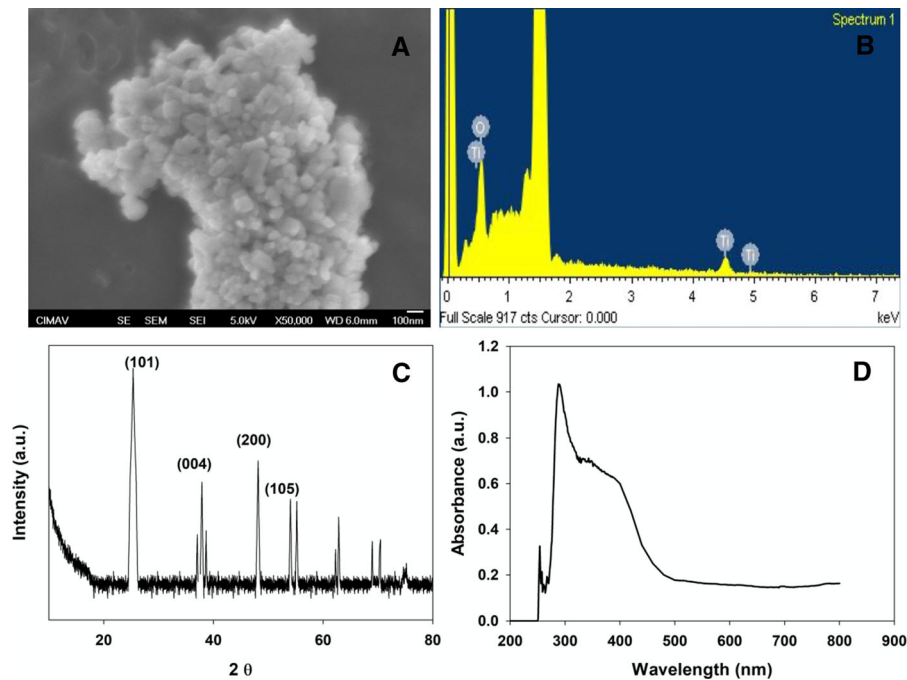 A
CIMAV SE SEM SEI 5.0kV X50,000 WD 6.0mm 100nm
Spectrum 1
B
O
Ti
Ti
Ti
0 1 2 3 4 5 6 7
Full Scale 917 cts Cursor: 0.000 keV
C
(101)
(004)
(200)
(105)
Intensity (a.u.)
20 40 60 80
2 θ
D
1.2
1.0
0.8
0.6
0.4
0.2
0.0
Absorbance (a.u.)
200 300 400 500 600 700 800 900
Wavelength (nm)